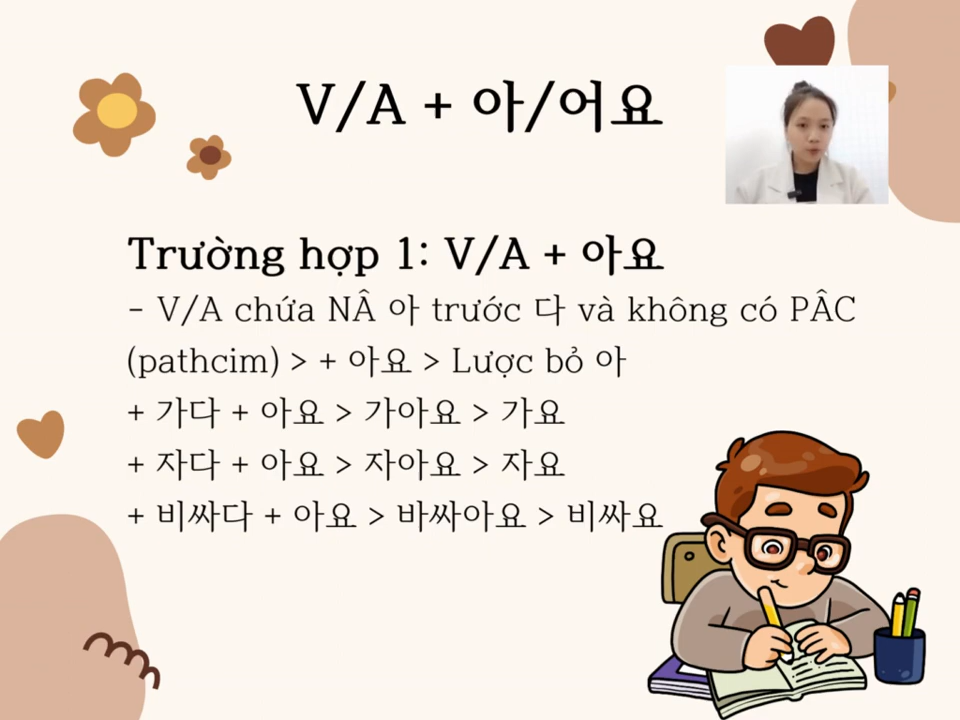 V/A + 아/어요
Trường hợp 1: V/A + 아요
- V/A chứa NÂ 아 trước 다 và không có PÂC
(pathcim) > + 아요 > Lược bỏ 아
+ 가다 + 아요 > 가아요 > 가요
+ 자다 + 아요 > 자아요 > 자요
+ 비싸다 + 아요 > 바싸아요 > 비싸요